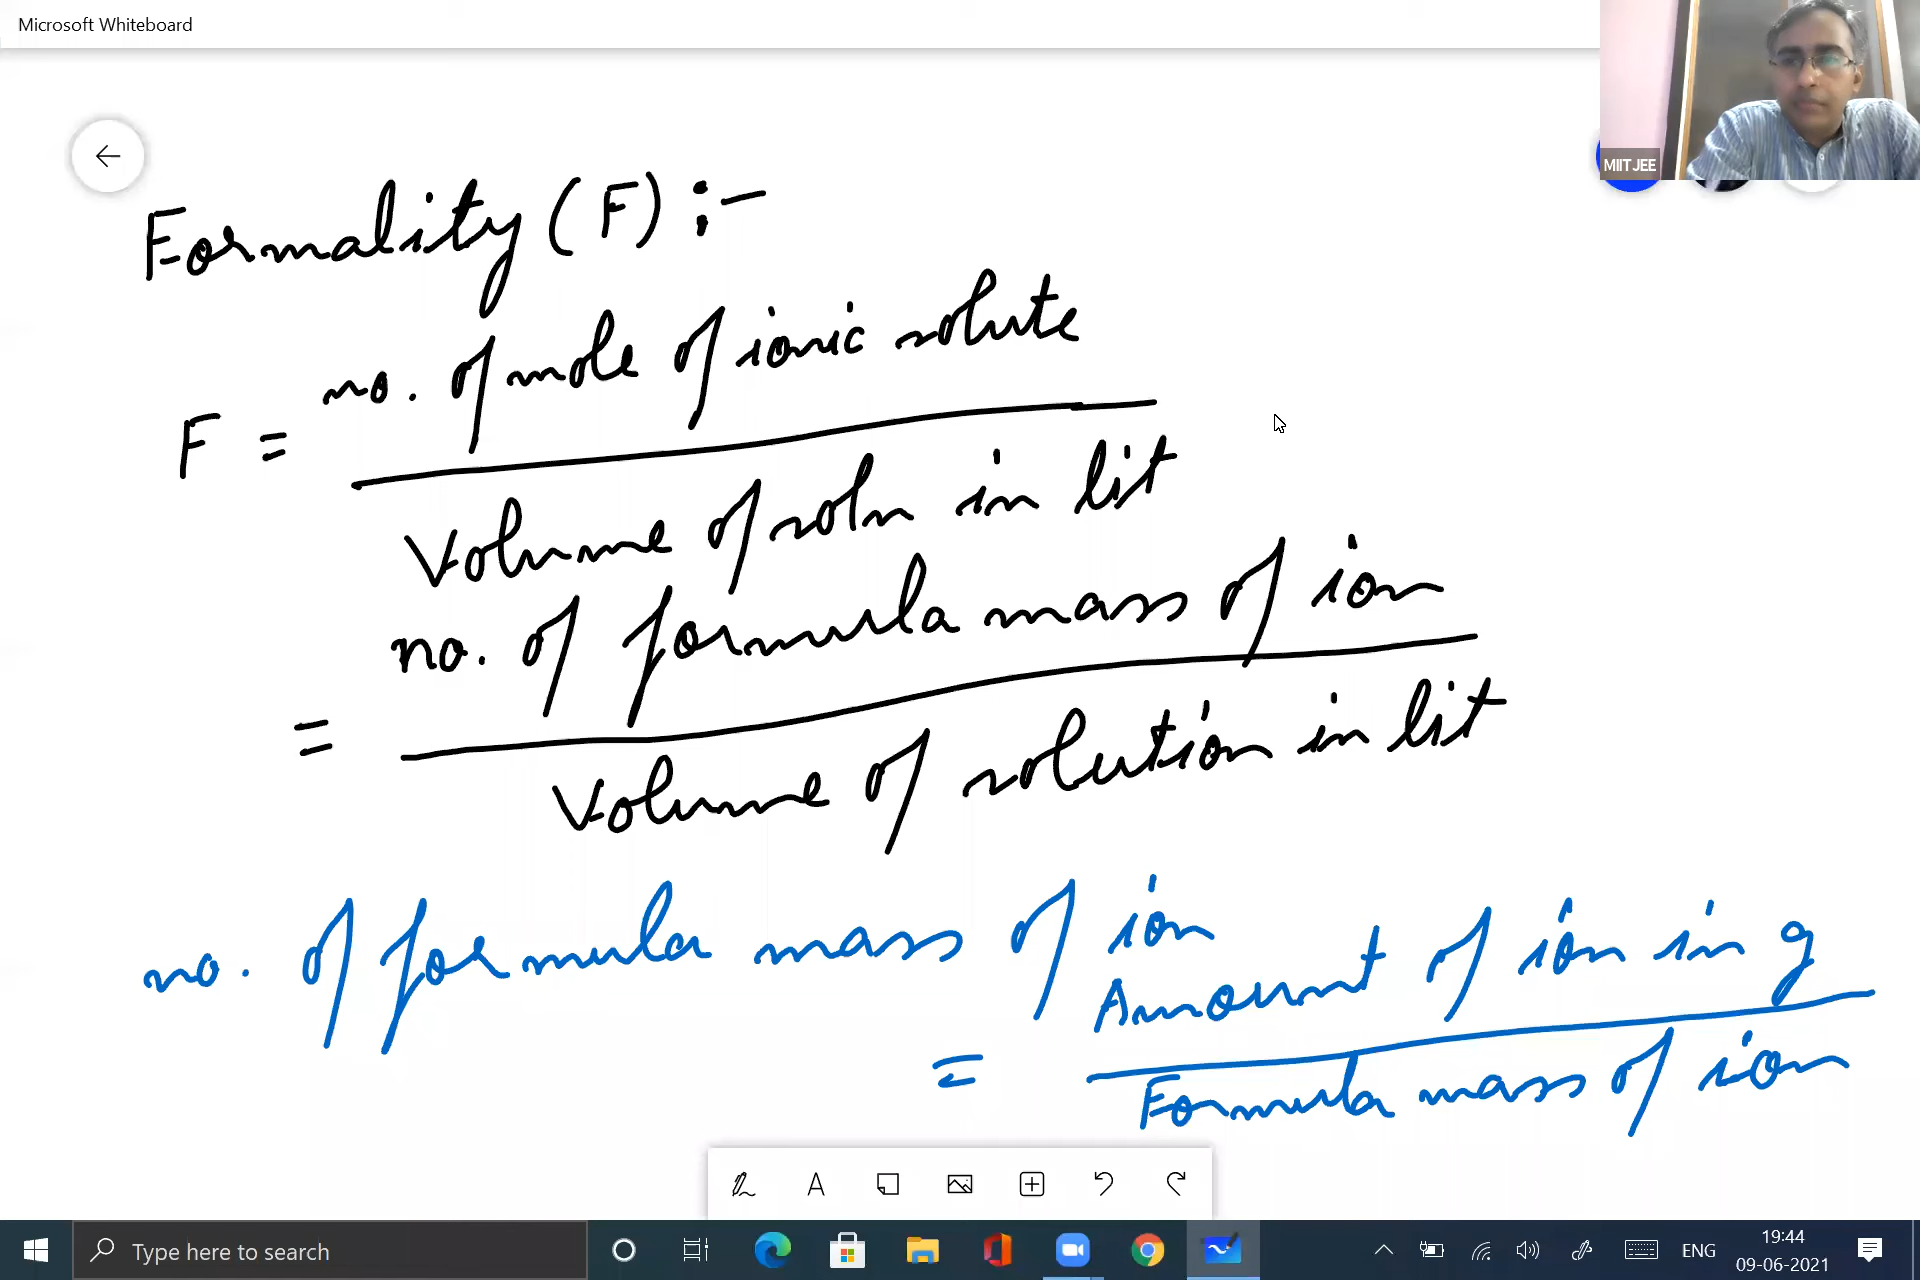 Microsoft Whiteboard
MIITJEE
Formality (F) :-
no. of mole of ionic solute
F =
Volume of soln in lit
no. of formula mass of ion
=
Volume of solution in lit
no. of formula mass of ion
Amount of ion in g
=
Formula mass of ion
Type here to search
ENG
19:44
09-06-2021